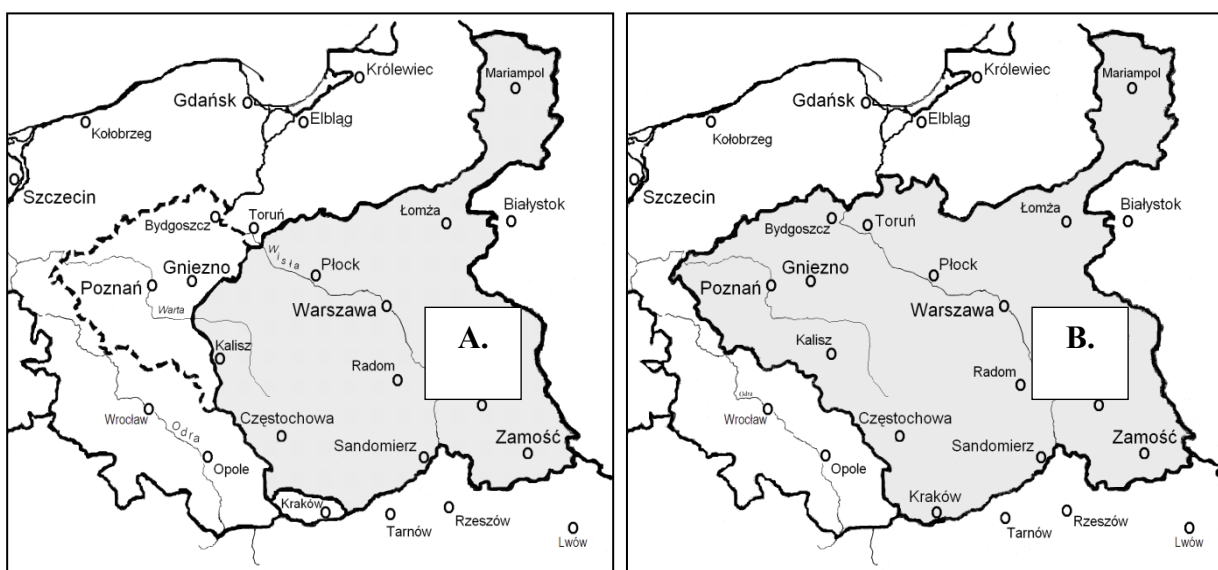 Królewiec
Mariampol
Gdańsk
Kołobrzeg
Elbląg
Szczecin
Białystok
Łomża
Toruń
Bydgoszcz
Wisła
Gniezno
Płock
Poznań
Warszawa
Warta
A.
Kalisz
Radom
Wrocław
Częstochowa
Odra
Sandomierz
Zamość
Opole
Kraków
Tarnów
Rzeszów
Lwów
Królewiec
Mariampol
Gdańsk
Kołobrzeg
Elbląg
Szczecin
Białystok
Łomża
Bydgoszcz
Toruń
Gniezno
Płock
Poznań
Warszawa
B.
Kalisz
Radom
Odra
Wrocław
Częstochowa
Sandomierz
Zamość
Opole
Kraków
Tarnów
Rzeszów
Lwów